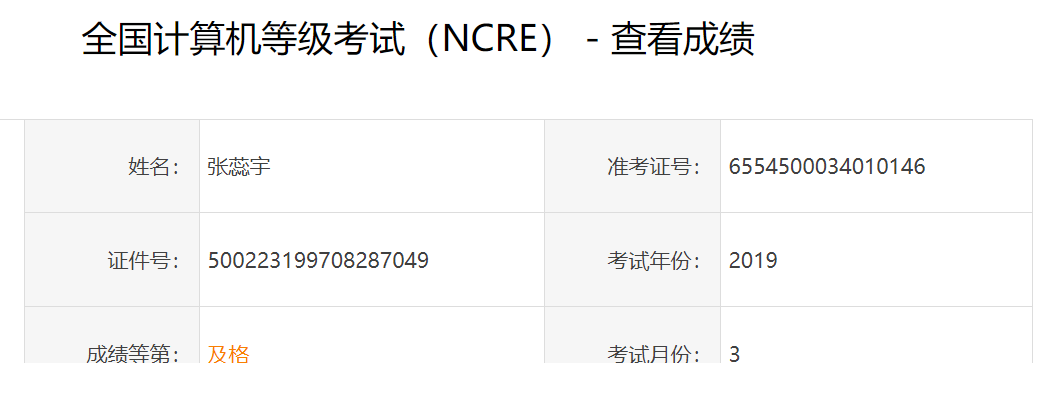 全国计算机等级考试（NCRE） - 查看成绩
姓名： 张蕊宇 准考证号： 6554500034010146
证件号： 500223199708287049 考试年份： 2019
成绩等第： 及格 考试月份： 3